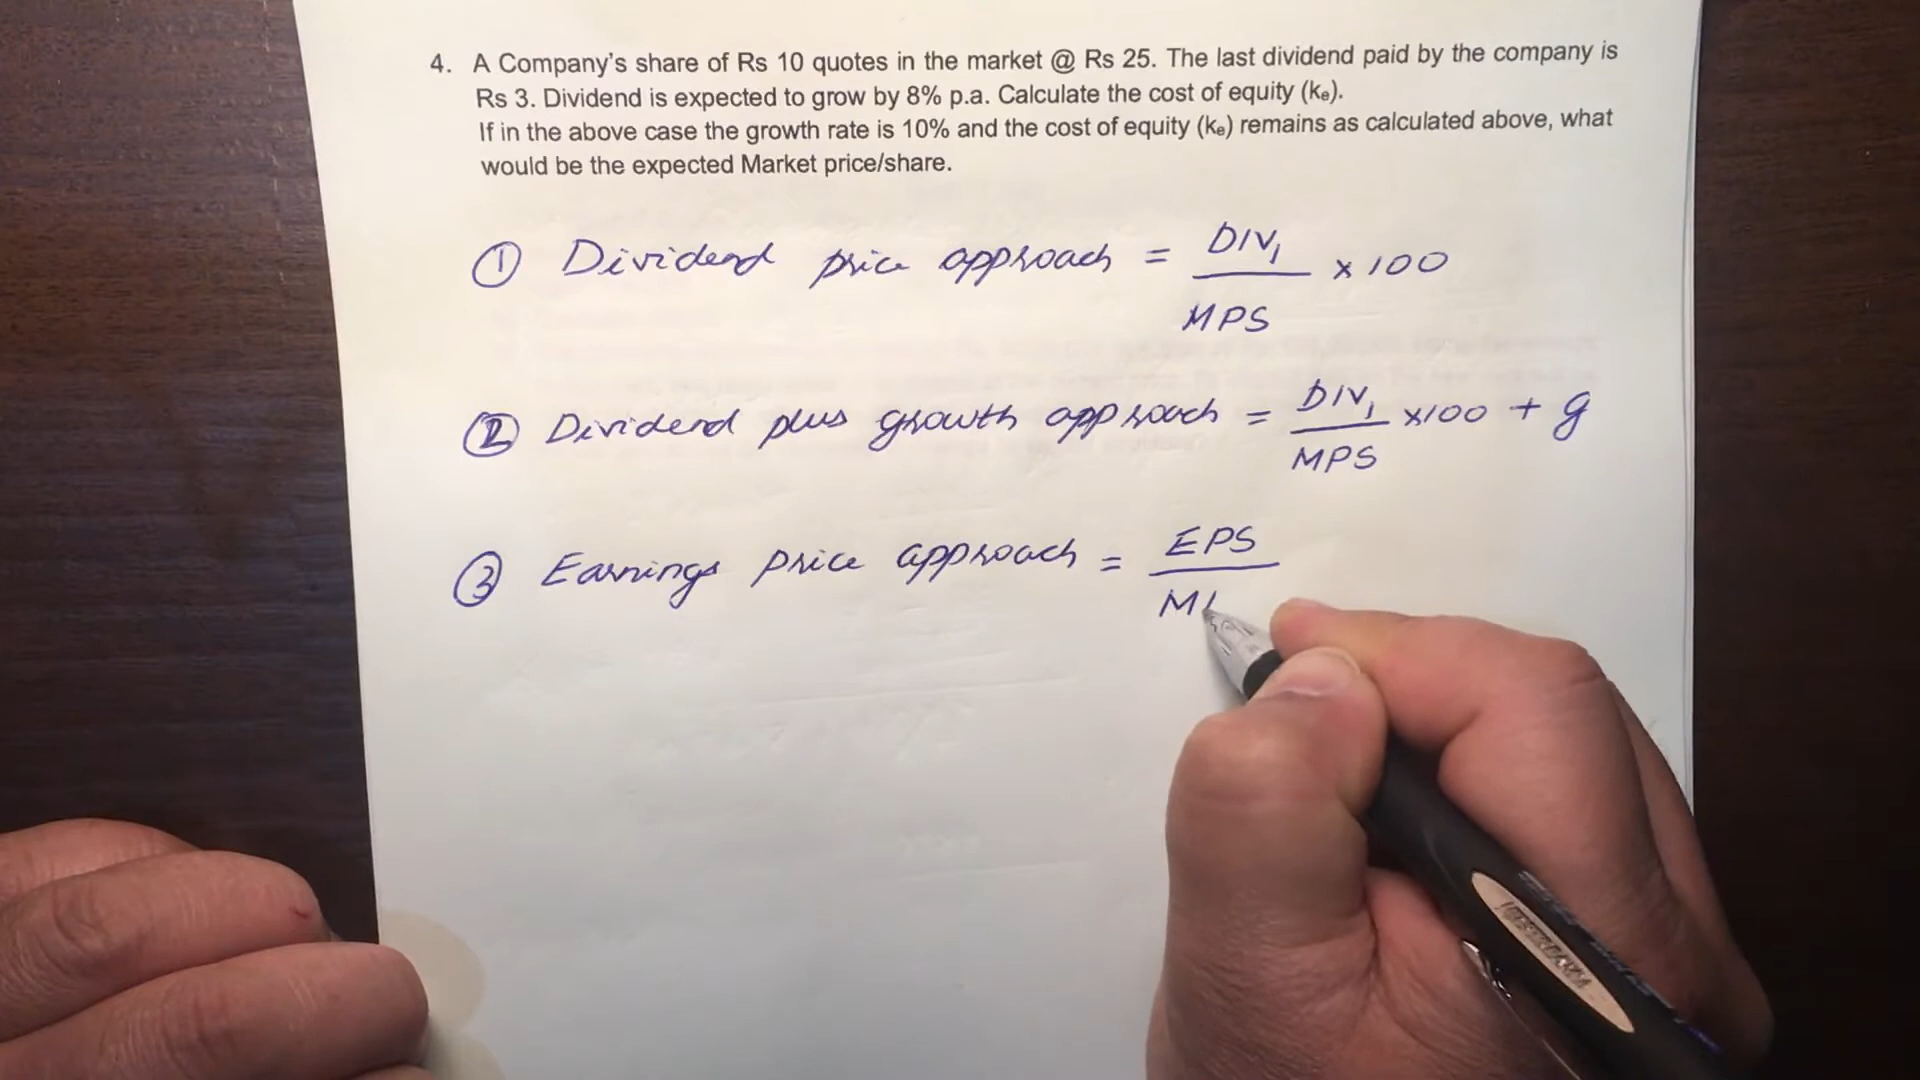 4. A Company's share of Rs 10 quotes in the market @ Rs 25. The last dividend paid by the company is
Rs 3. Dividend is expected to grow by 8% p.a. Calculate the cost of equity (kₑ).
If in the above case the growth rate is 10% and the cost of equity (kₑ) remains as calculated above, what
would be the expected Market price/share.
① Dividend price approach = DIV₁ / MPS × 100
② Dividend plus growth approach = DIV₁ / MPS ×100 + g
③ Earnings price approach = EPS / M